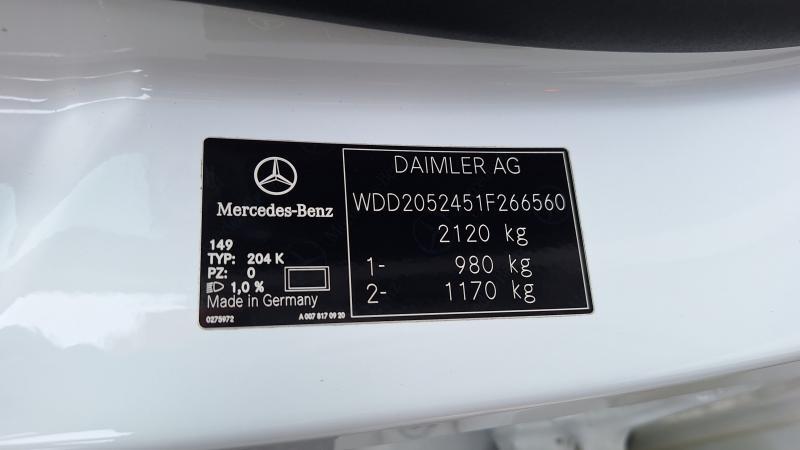 Mercedes-Benz
149
TYP: 204 K
PZ: 0
1,0 %
Made in Germany
0275972
A 007 817 09 20
DAIMLER AG
WDD2052451F266560
2120 kg
1- 980 kg
2- 1170 kg